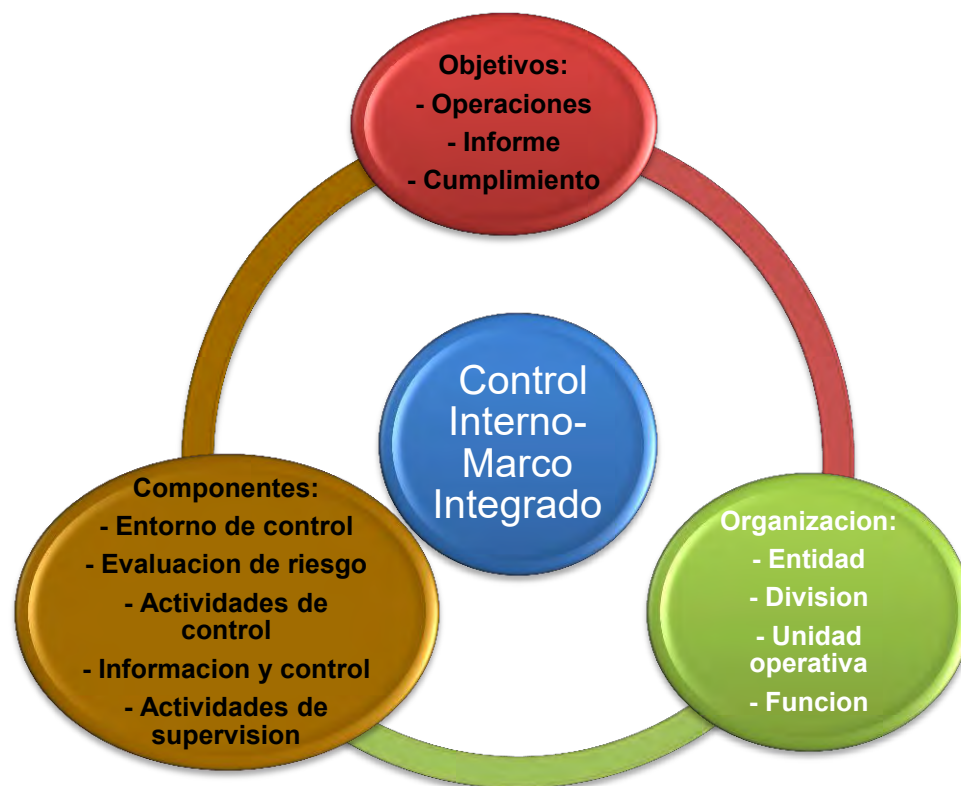 Objetivos:
- Operaciones
- Informe
- Cumplimiento
Control
Interno-
Marco
Integrado
Componentes:
- Entorno de control
- Evaluacion de riesgo
- Actividades de
control
- Informacion y control
- Actividades de
supervision
Organizacion:
- Entidad
- Division
- Unidad
operativa
- Funcion